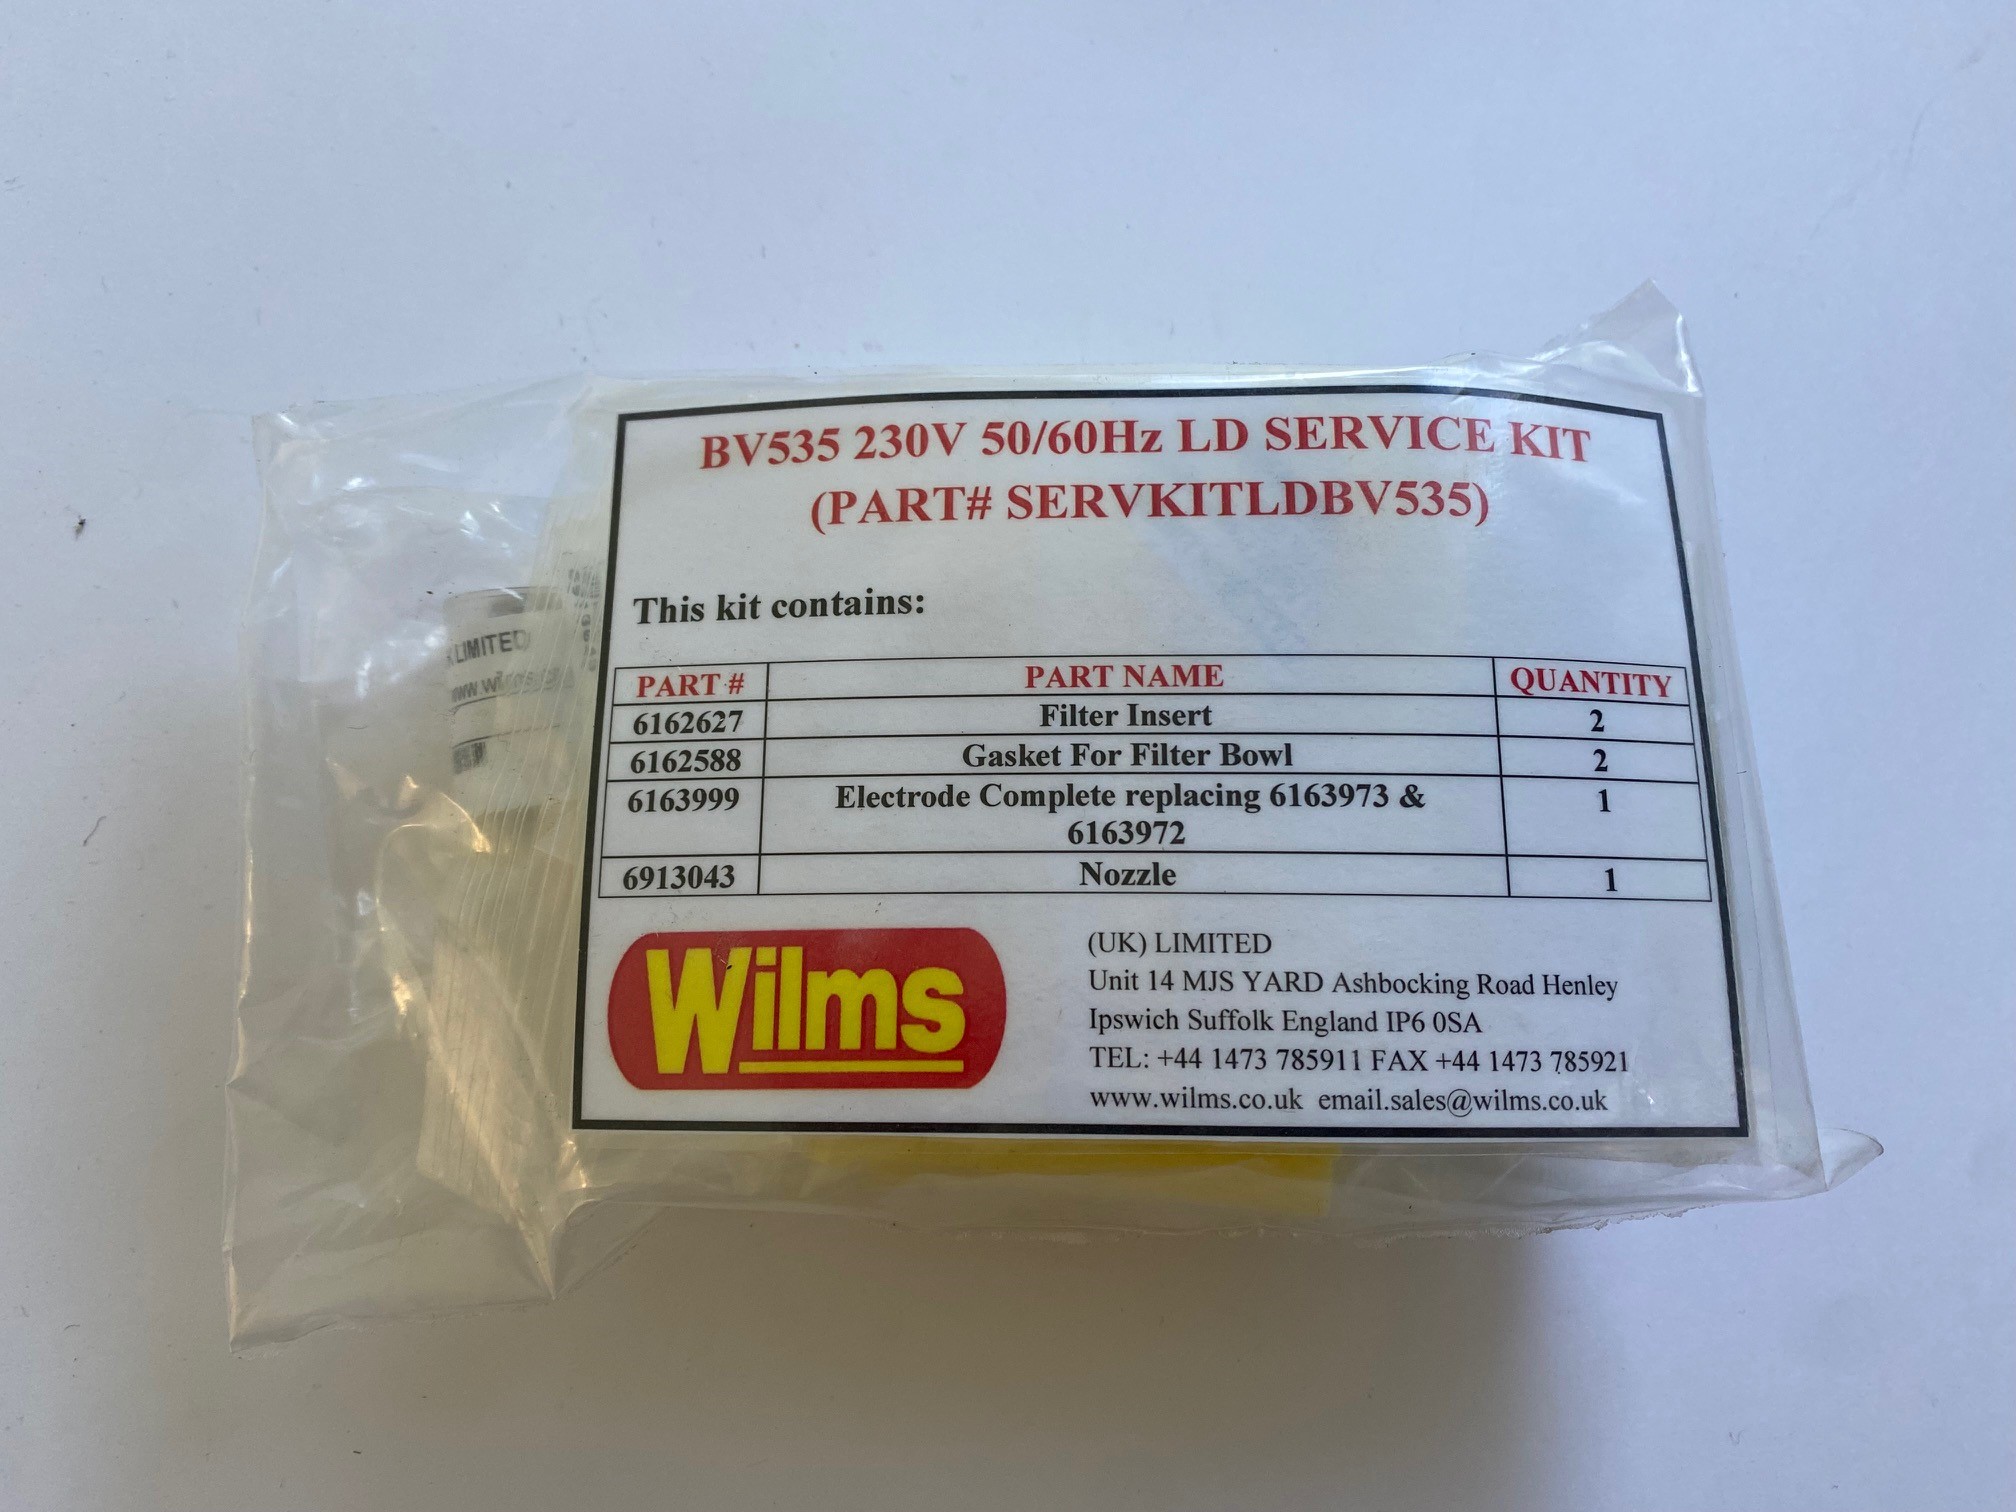 BV535 230V 50/60Hz LD SERVICE KIT
(PART# SERVKITLDBV535)
This kit contains:
PART # PART NAME QUANTITY
6162627 Filter Insert 2
6162588 Gasket For Filter Bowl 2
6163999 Electrode Complete replacing 6163973 & 1
6163972
6913043 Nozzle 1
Wilms
(UK) LIMITED
Unit 14 MJS YARD Ashbocking Road Henley
Ipswich Suffolk England IP6 0SA
TEL: +44 1473 785911 FAX +44 1473 785921
www.wilms.co.uk email.sales@wilms.co.uk
LIMITED